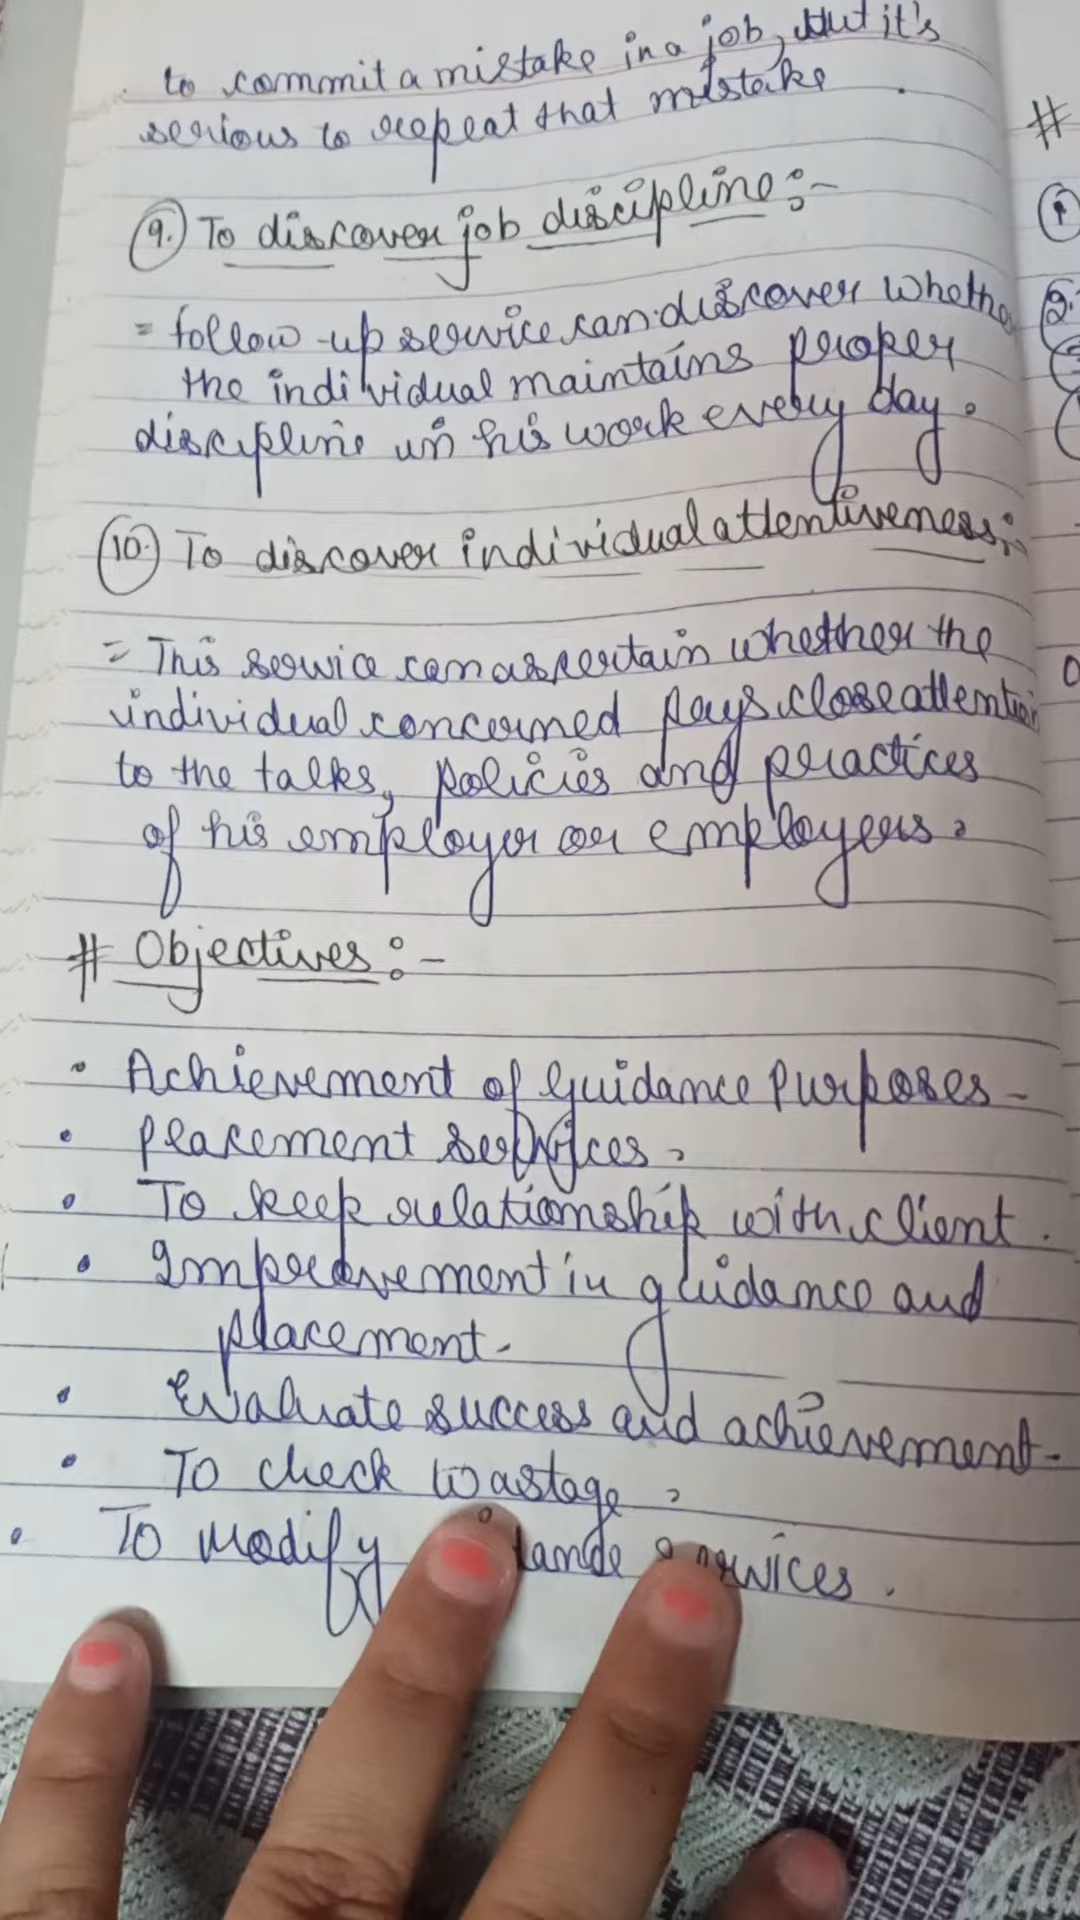 to commit a mistake in a job, but it's
serious to repeat that mistake
9. To discover job discipline :-
= follow-up service can discover whethe
the individual maintains proper
discipline in his work every day.
10. To discover individual attentiveness :-
= This service can ascertain whether the
individual concerned pays close attention
to the talks, policies and practices
of his employer or employers.
# Objectives :-
• Achievement of guidance Purposes -
• placement services.
• To keep relationship with client.
• Improvement in guidance and
placement.
• Evaluate success and achievement.
• To check wastage.
• To modify services.
#
2.